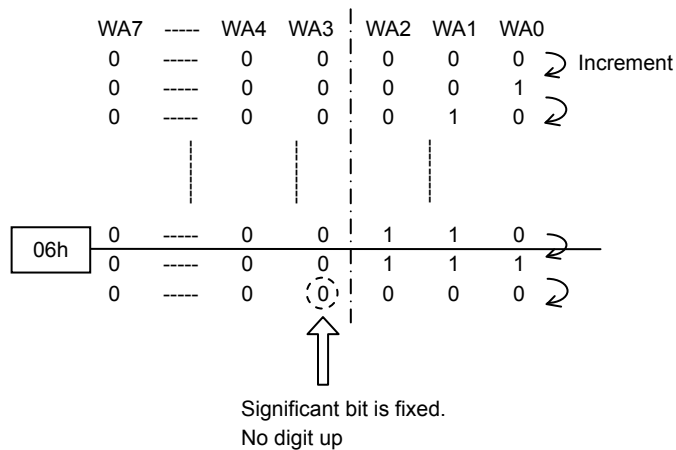 WA7 ----- WA4 WA3 WA2 WA1 WA0
0 ----- 0 0 0 0 0 Increment
0 ----- 0 0 0 0 1
0 ----- 0 0 0 1 0
0 ----- 0 0 1 1 0
06h
0 ----- 0 0 1 1 1
0 ----- 0 0 0 0 0
Significant bit is fixed.
No digit up